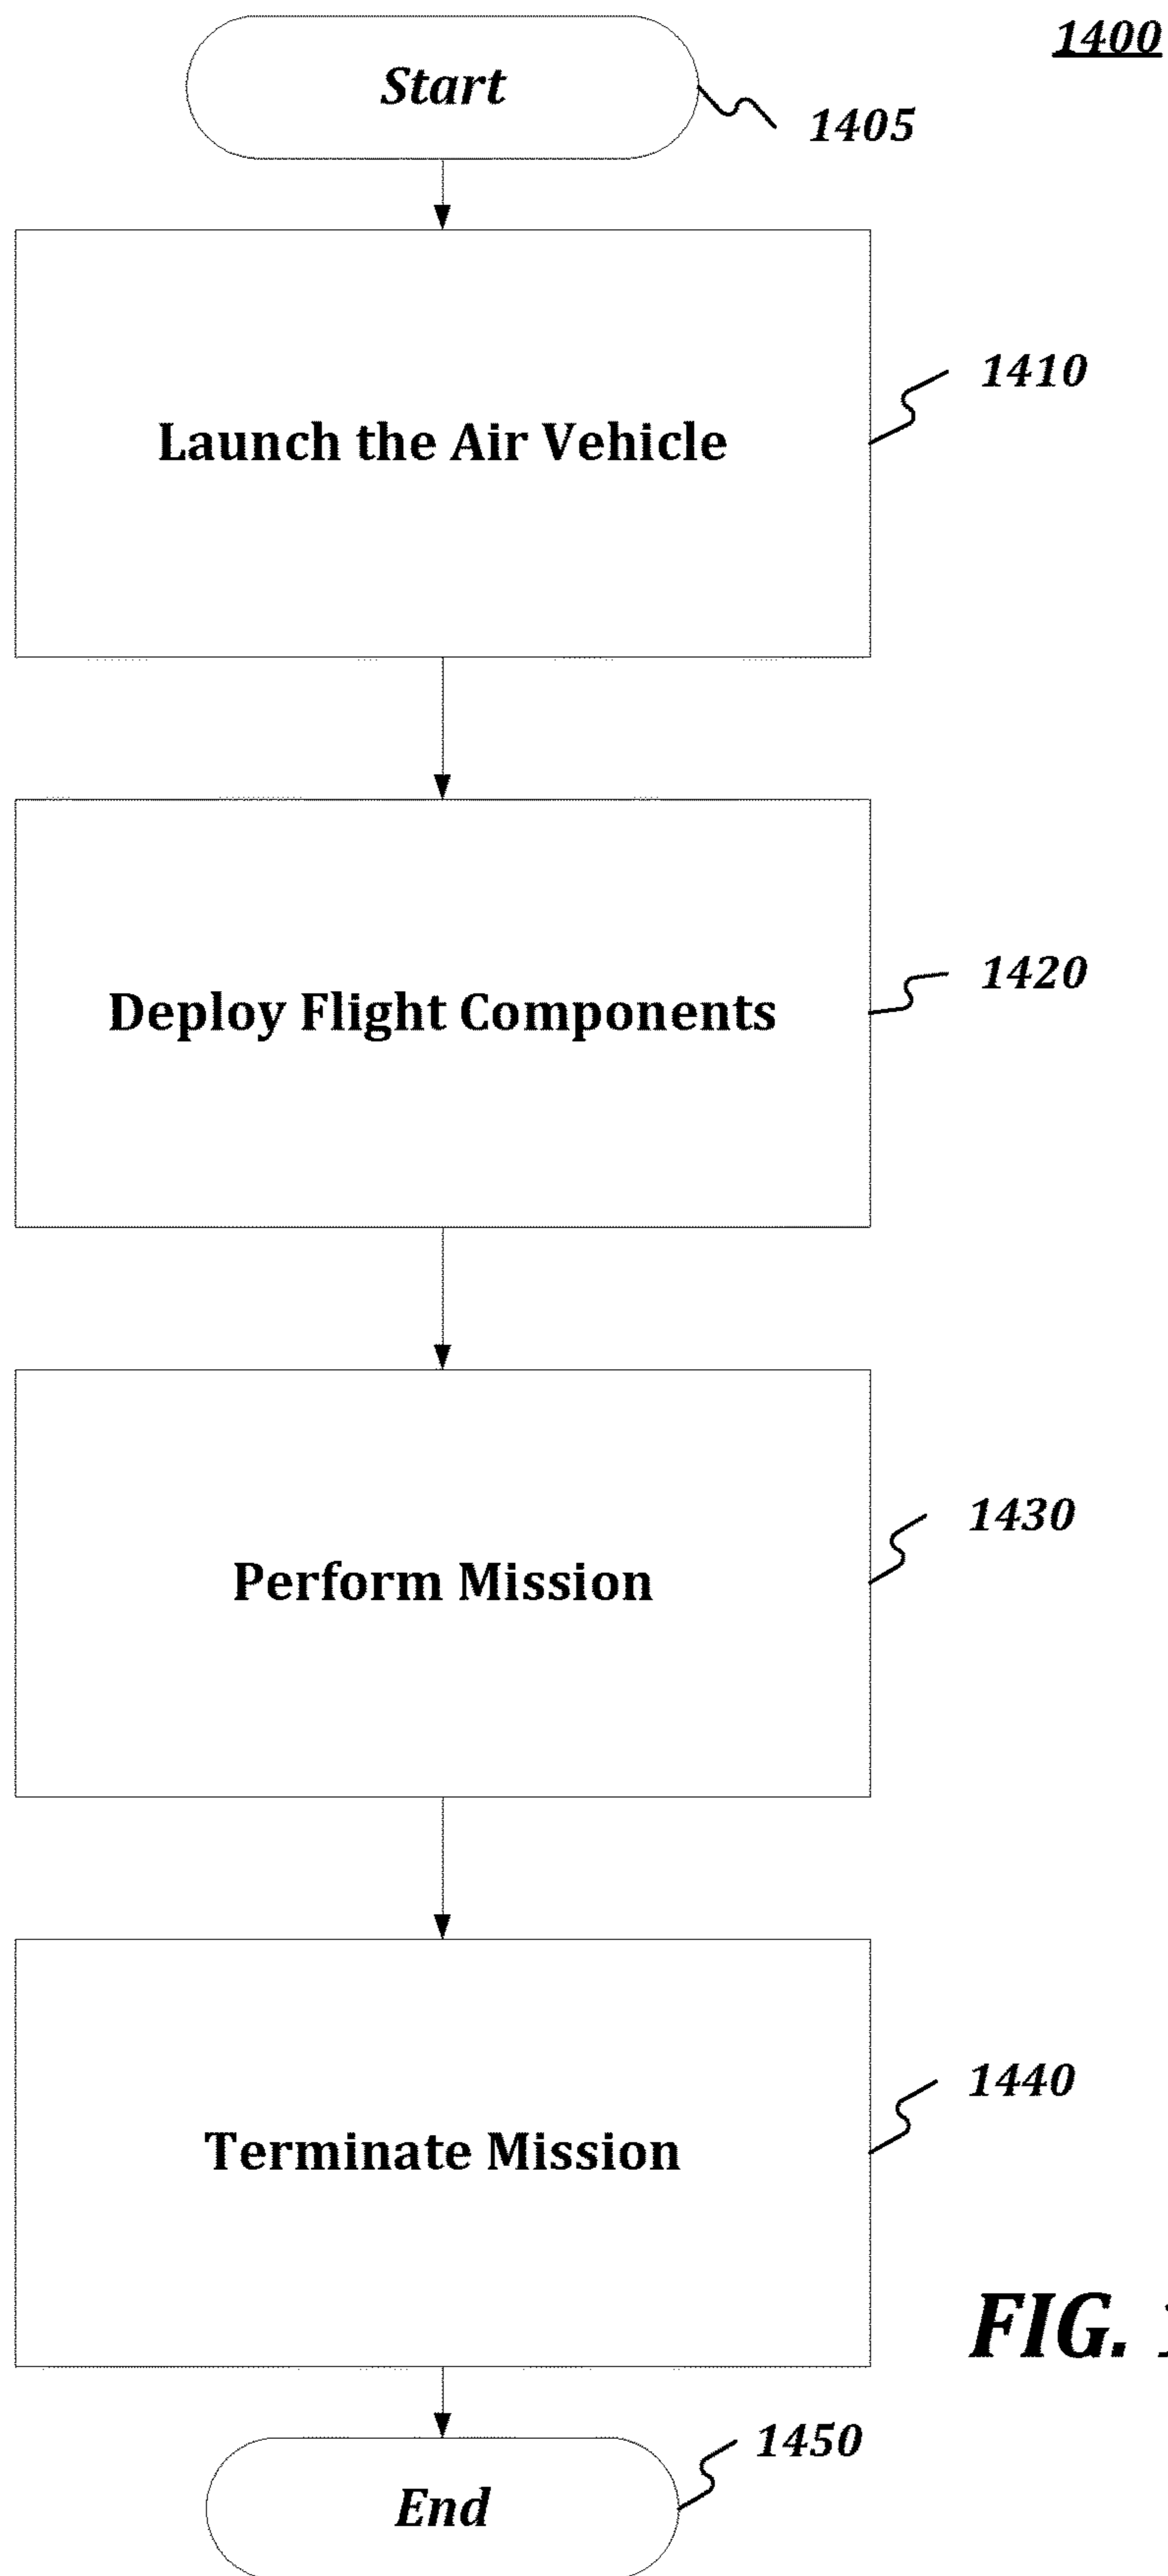 1400
Start
1405
Launch the Air Vehicle
1410
Deploy Flight Components
1420
Perform Mission
1430
Terminate Mission
1440
FIG.
End
1450